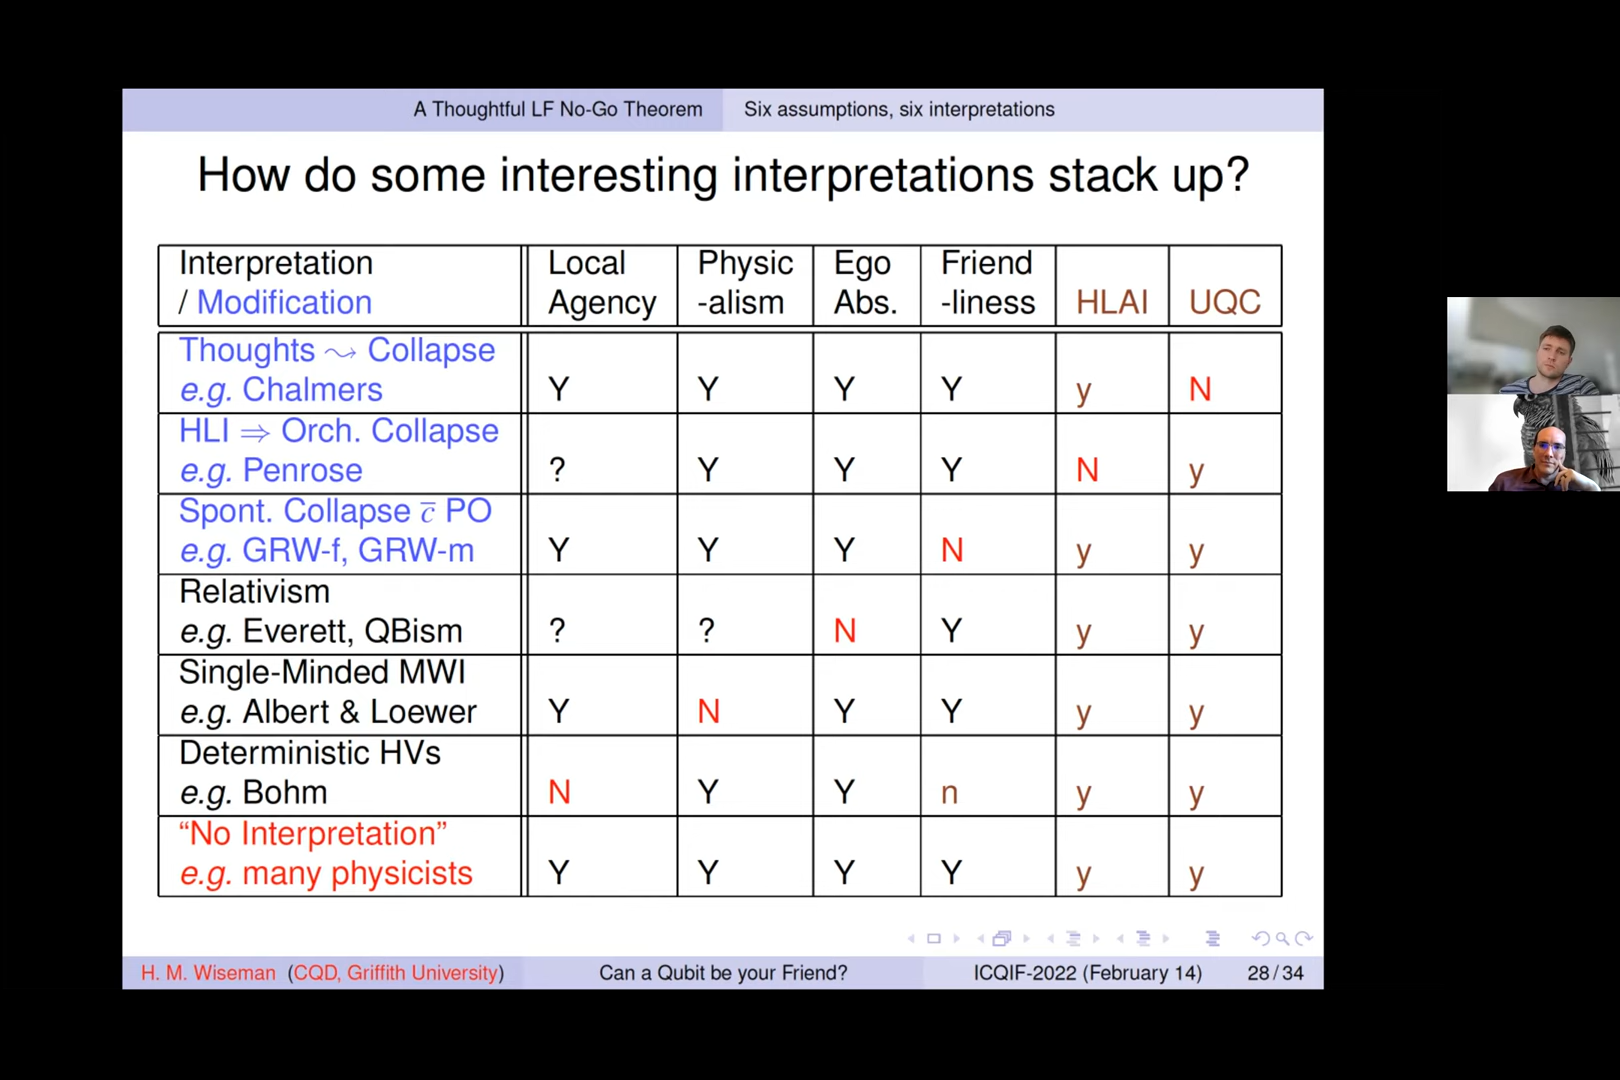 A Thoughtful LF No-Go Theorem Six assumptions, six interpretations
How do some interesting interpretations stack up?
Interpretation / Modification
Local Agency
Physic -alism
Ego Abs.
Friend -liness
HLAI
UQC
Thoughts ⤳ Collapse
e.g. Chalmers Y Y Y Y y N
HLI ⇒ Orch. Collapse
e.g. Penrose ? Y Y Y N y
Spont. Collapse c̅ PO
e.g. GRW-f, GRW-m Y Y Y N y y
Relativism
e.g. Everett, QBism ? ? N Y y y
Single-Minded MWI
e.g. Albert & Loewer Y N Y Y y y
Deterministic HVs
e.g. Bohm N Y Y n y y
“No Interpretation”
e.g. many physicists Y Y Y Y y y
H. M. Wiseman (CQD, Griffith University) Can a Qubit be your Friend? ICQIF-2022 (February 14) 28 / 34